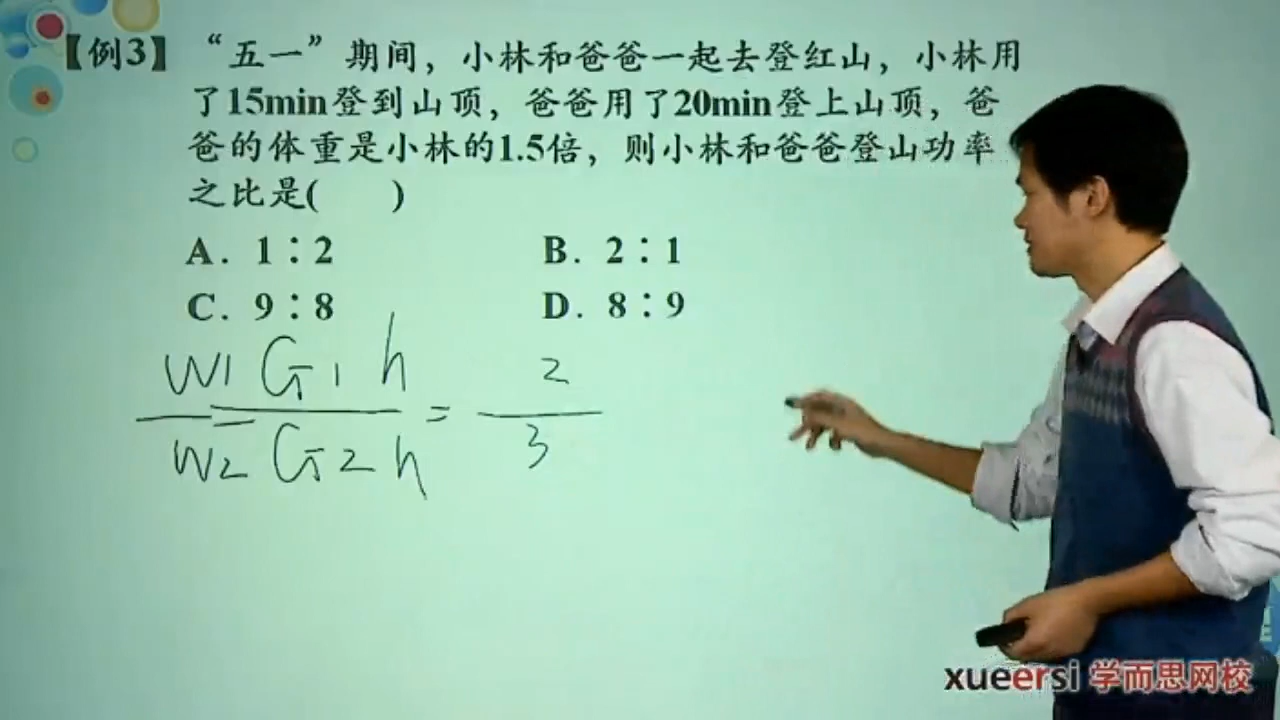 【例3】 “五一”期间，小林和爸爸一起去登红山，小林用
了15min登到山顶，爸爸用了20min登上山顶，爸
爸的体重是小林的1.5倍，则小林和爸爸登山功率
之比是(　　)
A．1∶2　　B．2∶1
C．9∶8　　D．8∶9
W1 G1 h 2
= =
W2 G2 h 3
xueersi 学而思网校